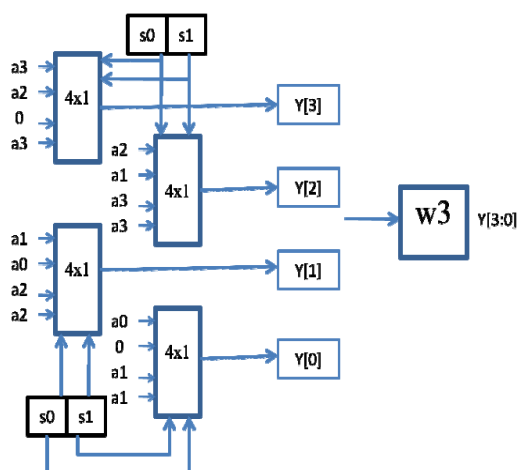 s0 s1
a3
a2
0
a3
4x1
Y[3]
a2
a1
a3
a3
4x1
Y[2]
w3
Y[3:0]
a1
a0
a2
a2
4x1
Y[1]
a0
0
a1
a1
4x1
Y[0]
s0 s1